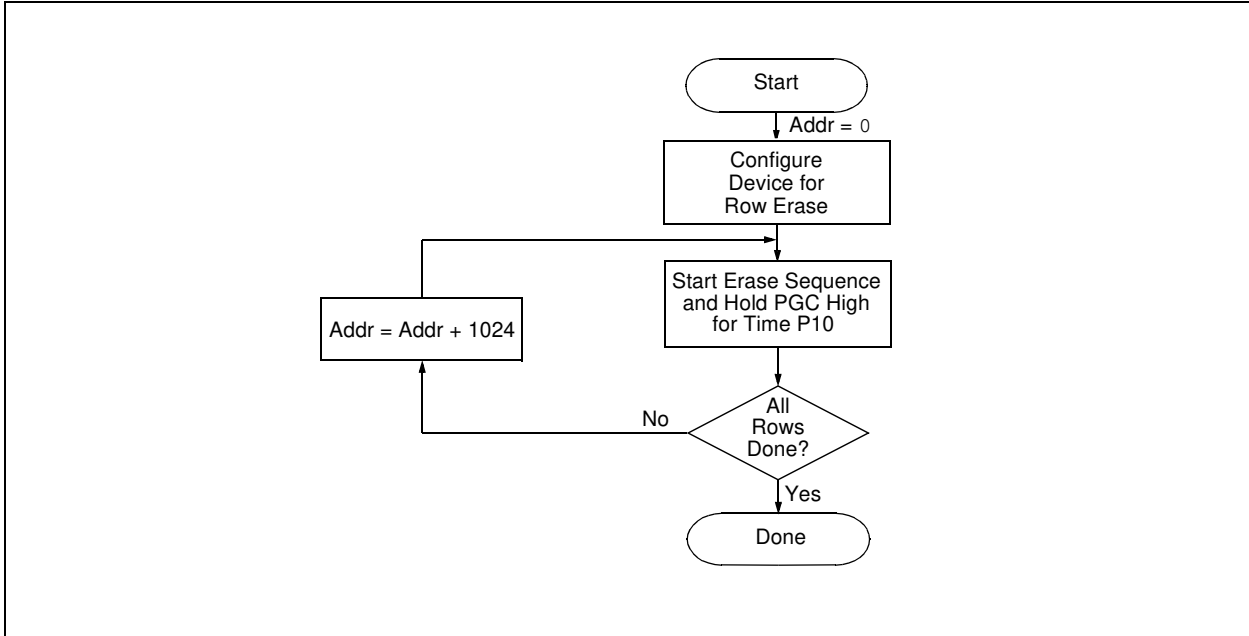 Start
Addr = 0
Configure
Device for
Row Erase
Start Erase Sequence
and Hold PGC High
for Time P10
Addr = Addr + 1024
All
Rows
Done?
No
Yes
Done